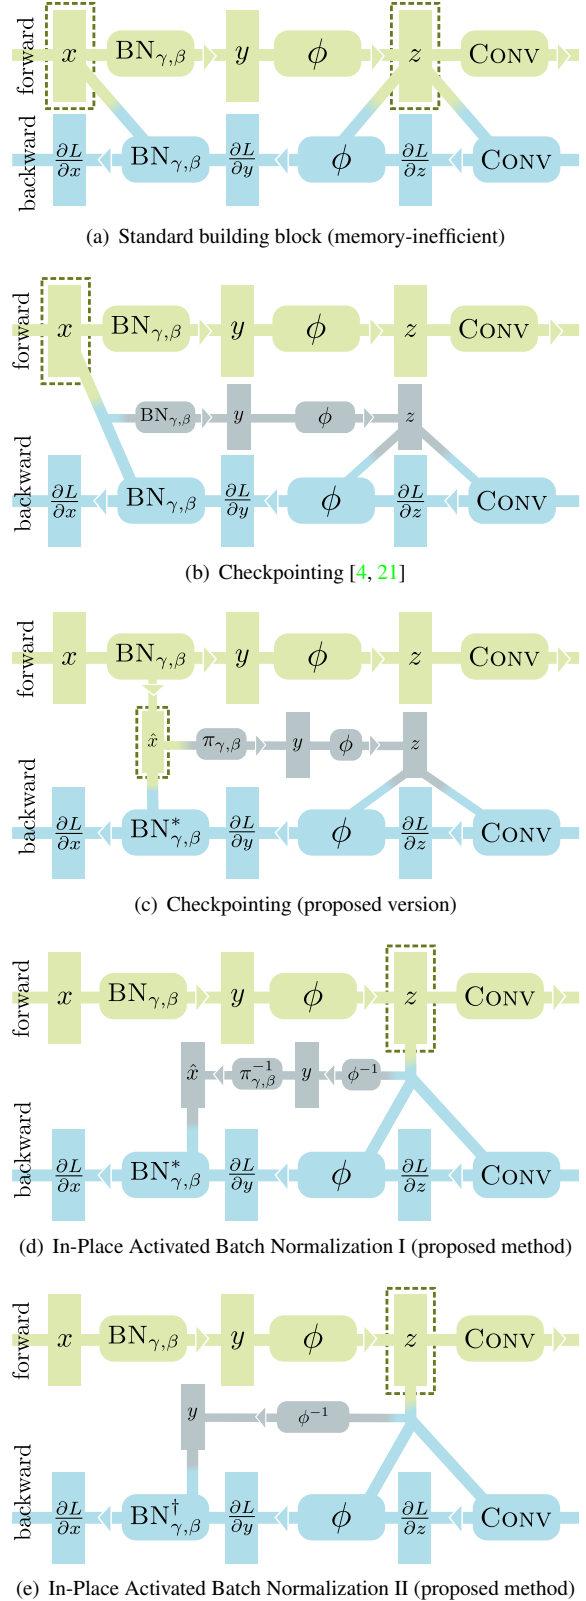 forward x BN_{γ,β} y ϕ z CONV
backward ∂L/∂x BN_{γ,β} ∂L/∂y ϕ ∂L/∂z CONV
(a) Standard building block (memory-inefficient)
forward x BN_{γ,β} y ϕ z CONV
BN_{γ,β} y ϕ z
backward ∂L/∂x BN_{γ,β} ∂L/∂y ϕ ∂L/∂z CONV
(b) Checkpointing [4, 21]
forward x BN_{γ,β} y ϕ z CONV
x̂ π_{γ,β} y ϕ z
backward ∂L/∂x BN*_{γ,β} ∂L/∂y ϕ ∂L/∂z CONV
(c) Checkpointing (proposed version)
forward x BN_{γ,β} y ϕ z CONV
x̂ π^{-1}_{γ,β} y ϕ^{-1}
backward ∂L/∂x BN*_{γ,β} ∂L/∂y ϕ ∂L/∂z CONV
(d) In-Place Activated Batch Normalization I (proposed method)
forward x BN_{γ,β} y ϕ z CONV
y ϕ^{-1}
backward ∂L/∂x BN†_{γ,β} ∂L/∂y ϕ ∂L/∂z CONV
(e) In-Place Activated Batch Normalization II (proposed method)